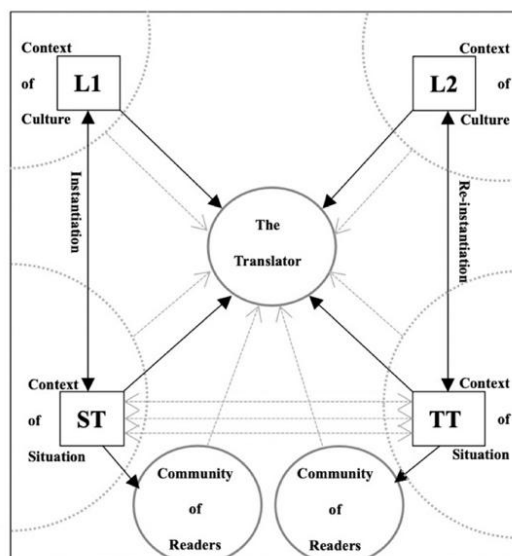 Context
of
Culture
L1
Context
of
Culture
L2
Instantiation
Re-instantiation
The
Translator
Context
of
Situation
ST
Context
of
Situation
TT
Community
of
Readers
Community
of
Readers